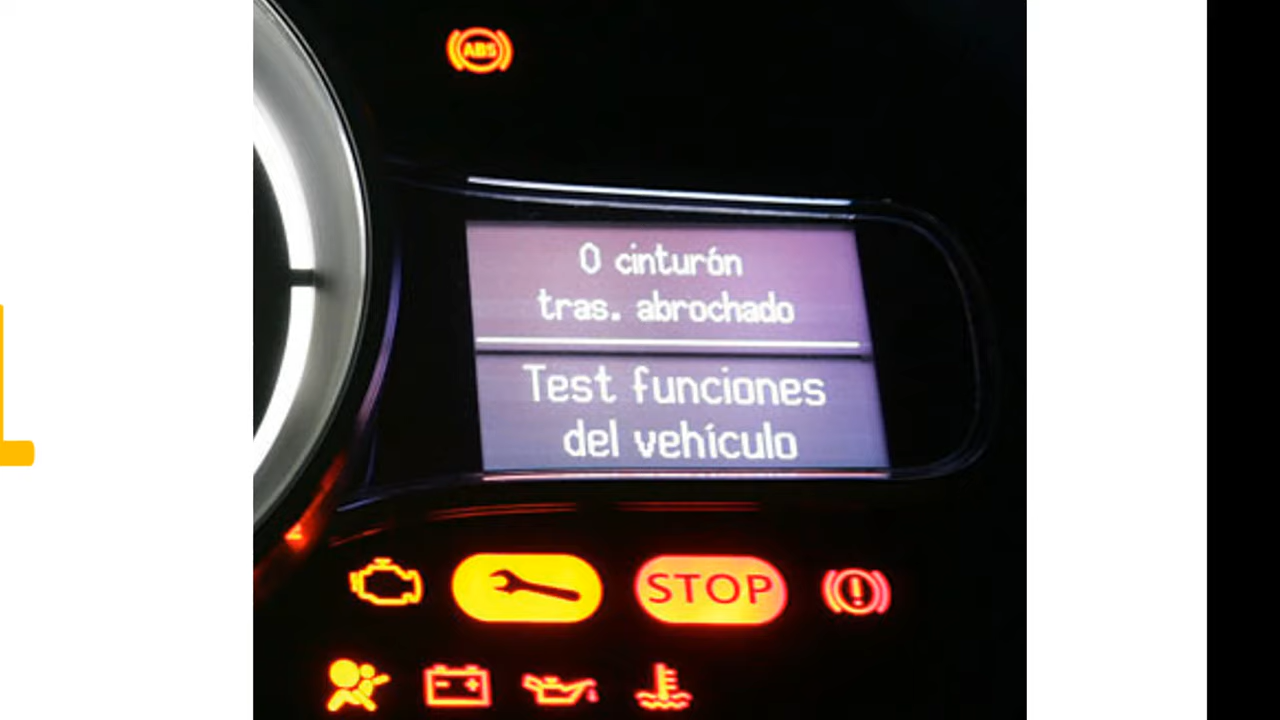 ABS
0 cinturón
tras. abrochado
Test funciones
del vehículo
STOP